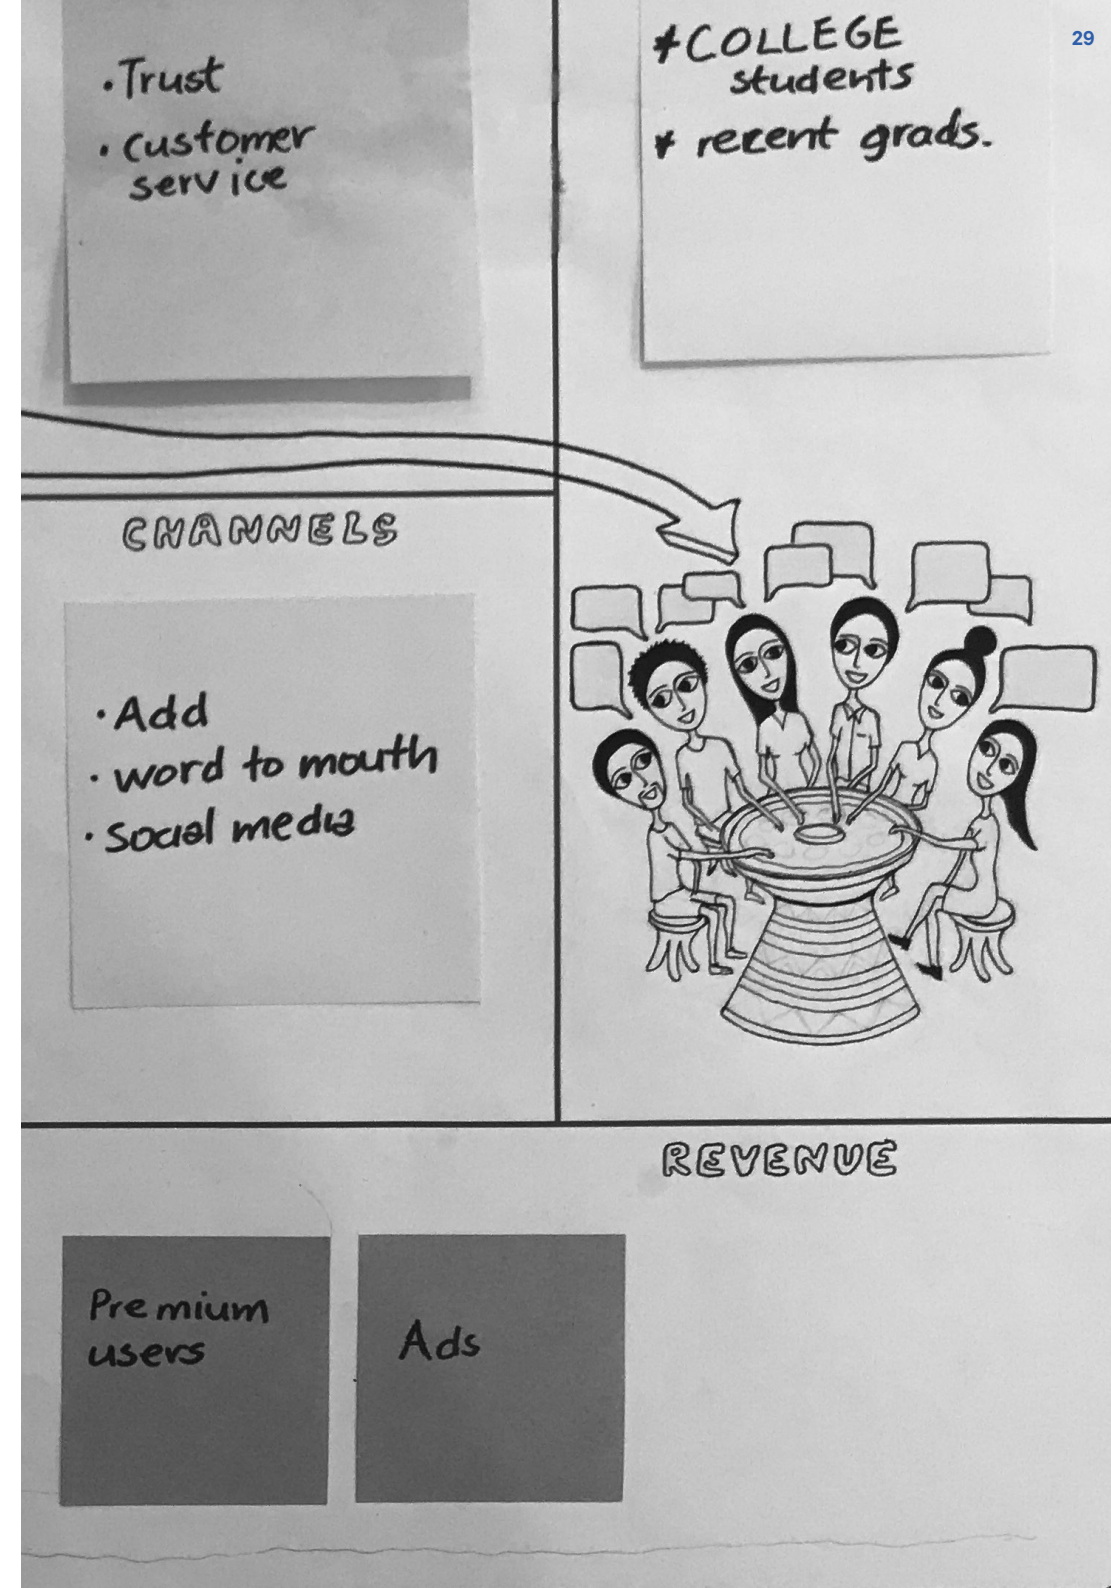 • Trust
• customer
service
* COLLEGE
students
* recent grads.
29
CHANNELS
• Add
• word to mouth
• social media
REVENUE
Premium
users
Ads